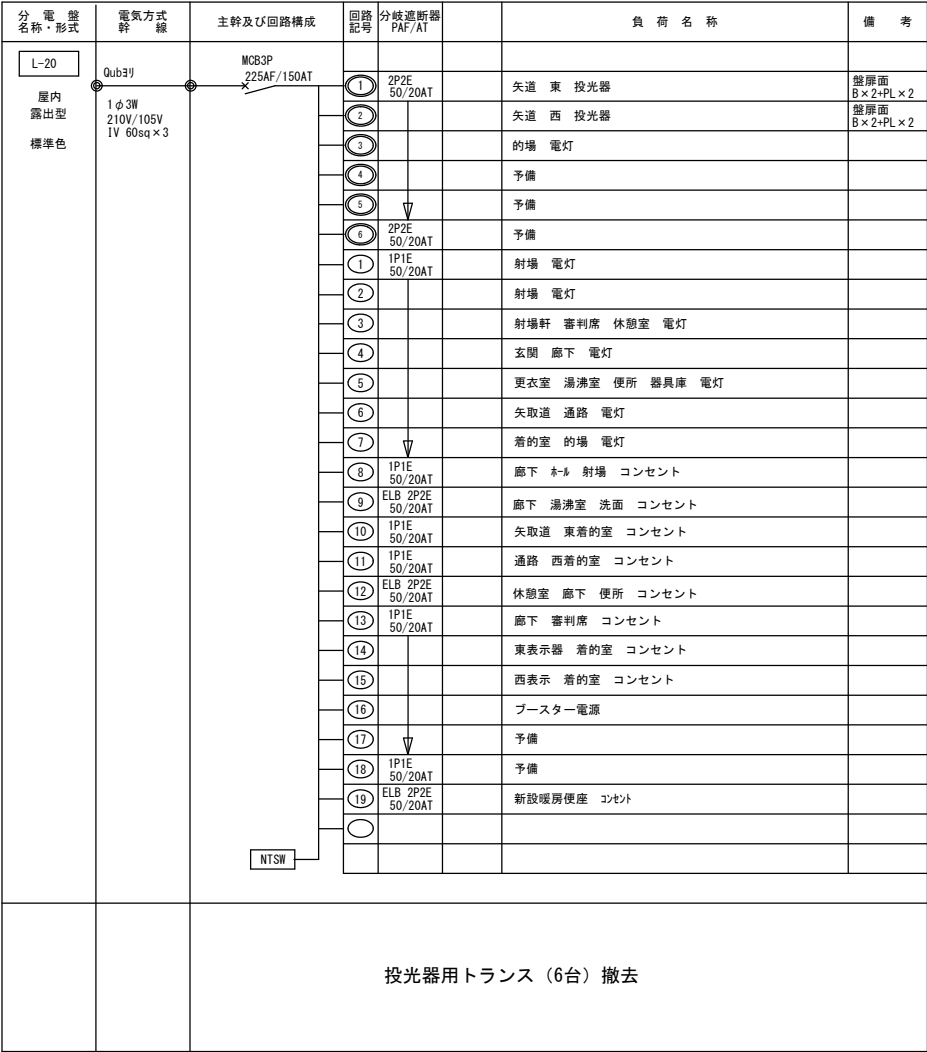 分電盤
名称・形式
電気方式
幹線
主幹及び回路構成
回路
記号
分岐遮断器
PAF/AT
負荷名称
備考
L-20
屋内
露出型
標準色
Qubﾖﾘ
1φ3W
210V/105V
IV 60sq×3
MCB3P
225AF/150AT
1 2P2E 50/20AT 矢道 東 投光器 盤扉面 B×2+PL×2
2 矢道 西 投光器 盤扉面 B×2+PL×2
3 的場 電灯
4 予備
5 予備
6 2P2E 50/20AT 予備
1 1P1E 50/20AT 射場 電灯
2 射場 電灯
3 射場軒 審判席 休憩室 電灯
4 玄関 廊下 電灯
5 更衣室 湯沸室 便所 器具庫 電灯
6 矢取道 通路 電灯
7 着的室 的場 電灯
8 1P1E 50/20AT 廊下 ﾎｰﾙ 射場 コンセント
9 ELB 2P2E 50/20AT 廊下 湯沸室 洗面 コンセント
10 1P1E 50/20AT 矢取道 東着的室 コンセント
11 1P1E 50/20AT 通路 西着的室 コンセント
12 ELB 2P2E 50/20AT 休憩室 廊下 便所 コンセント
13 1P1E 50/20AT 廊下 審判席 コンセント
14 東表示器 着的室 コンセント
15 西表示 着的室 コンセント
16 ブースター電源
17 予備
18 1P1E 50/20AT 予備
19 ELB 2P2E 50/20AT 新設暖房便座 ｺﾝｾﾝﾄ
NTSW
投光器用トランス（6台）撤去